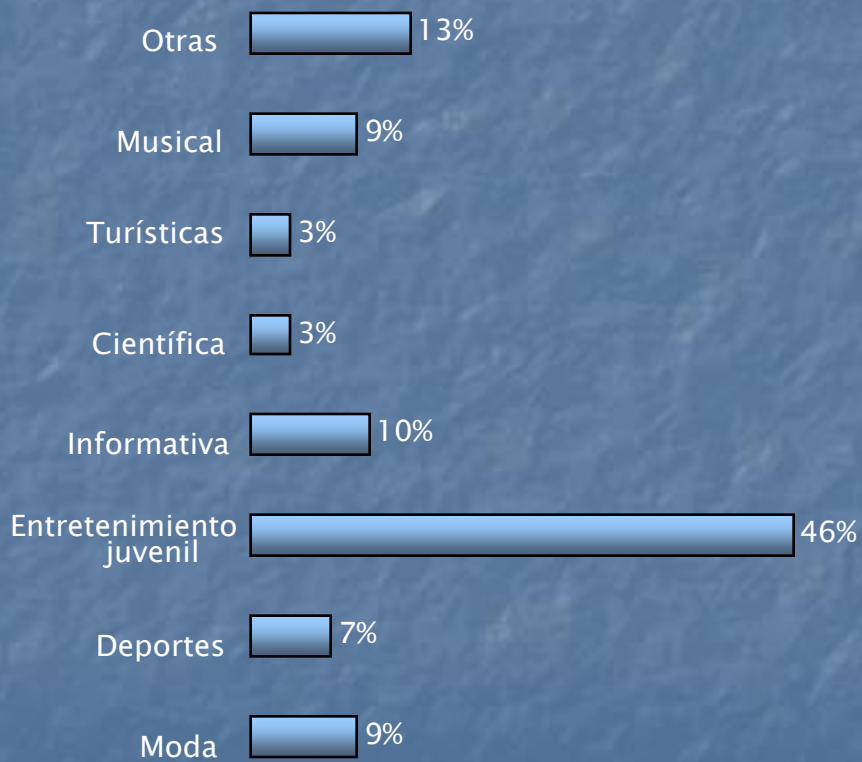 Otras 13%
Musical 9%
Turísticas 3%
Científica 3%
Informativa 10%
Entretenimiento
juvenil 46%
Deportes 7%
Moda 9%